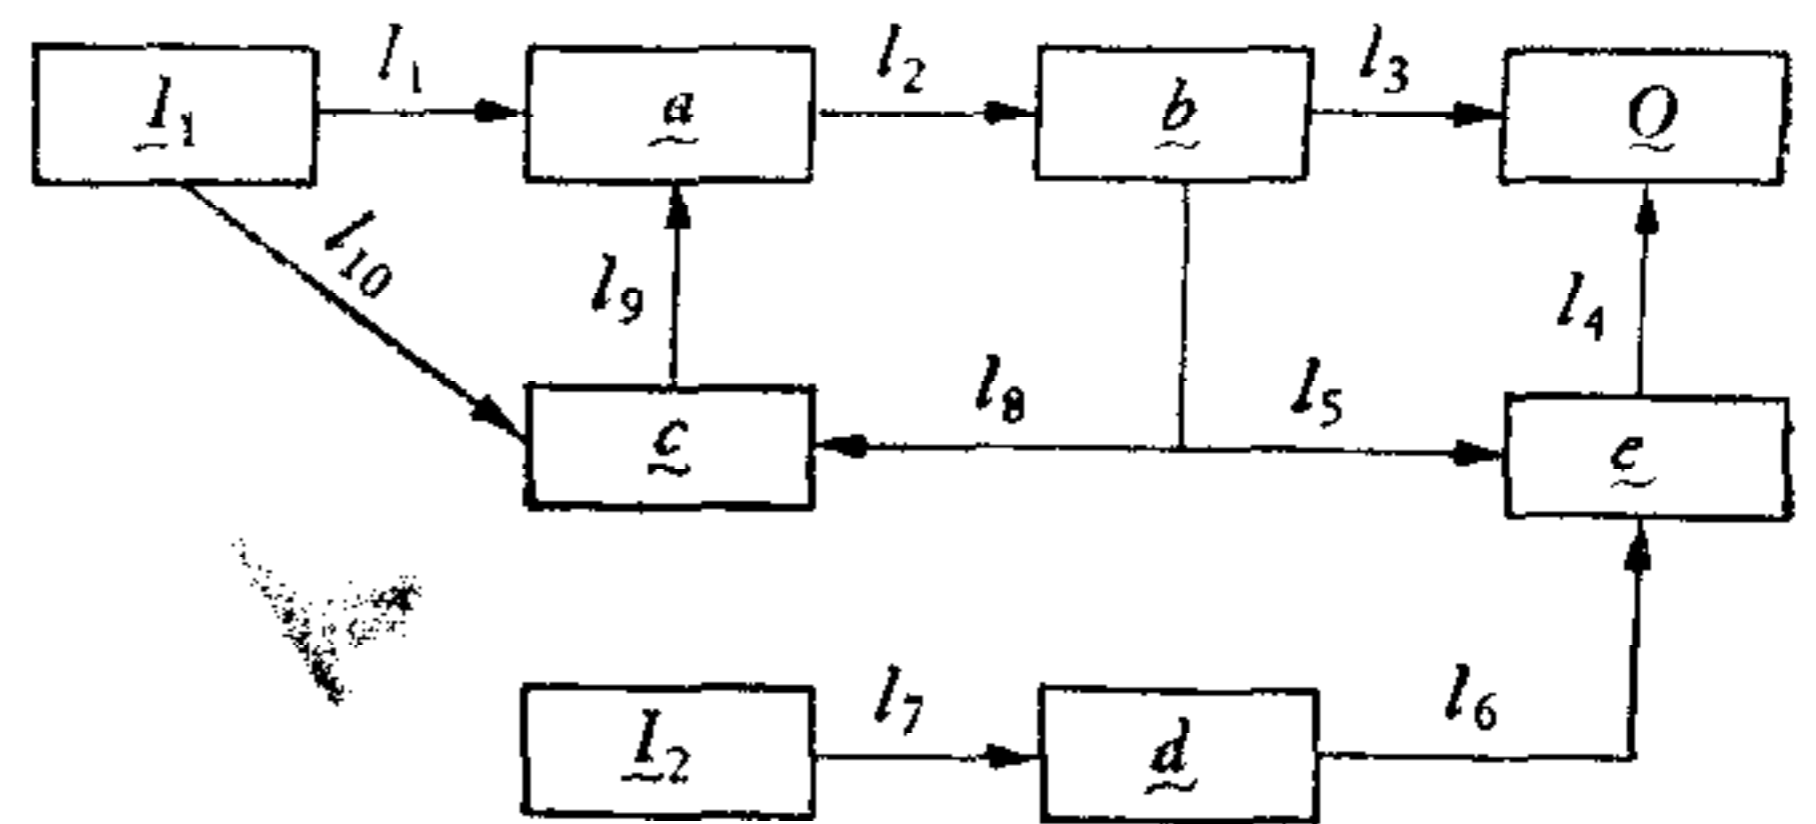 l₁ l₂ l₃
I₁ a b O
l₁₀ l₉ l₄
l₈ l₅
c e
l₇ l₆
I₂ d